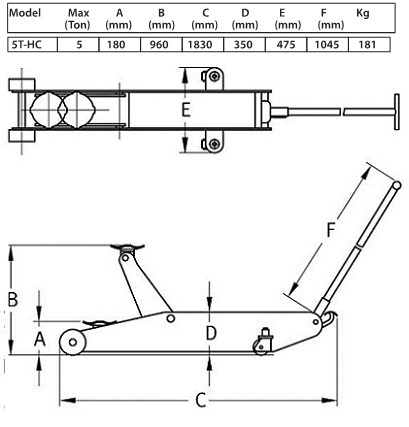 Model Max A B C D E F Kg
(Ton) (mm) (mm) (mm) (mm) (mm) (mm)
5T-HC 5 180 960 1830 350 475 1045 181
E
F
B
A
D
C